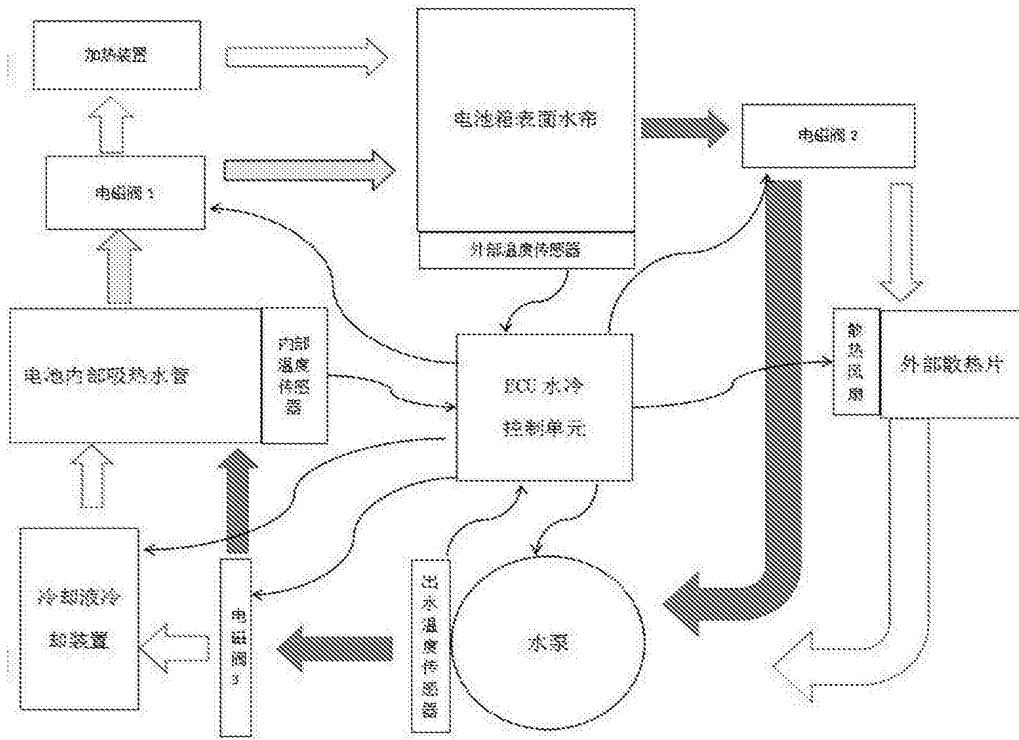 加热装置
电池箱表面水帘
电磁阀2
电磁阀1
外部温度传感器
电池内部吸热水管
内部
温度
传感
器
ECU 水冷
控制单元
散
热
风
扇
外部散热片
冷却液冷
却装置
电
磁
阀
3
出
水
温
度
传
感
器
水泵